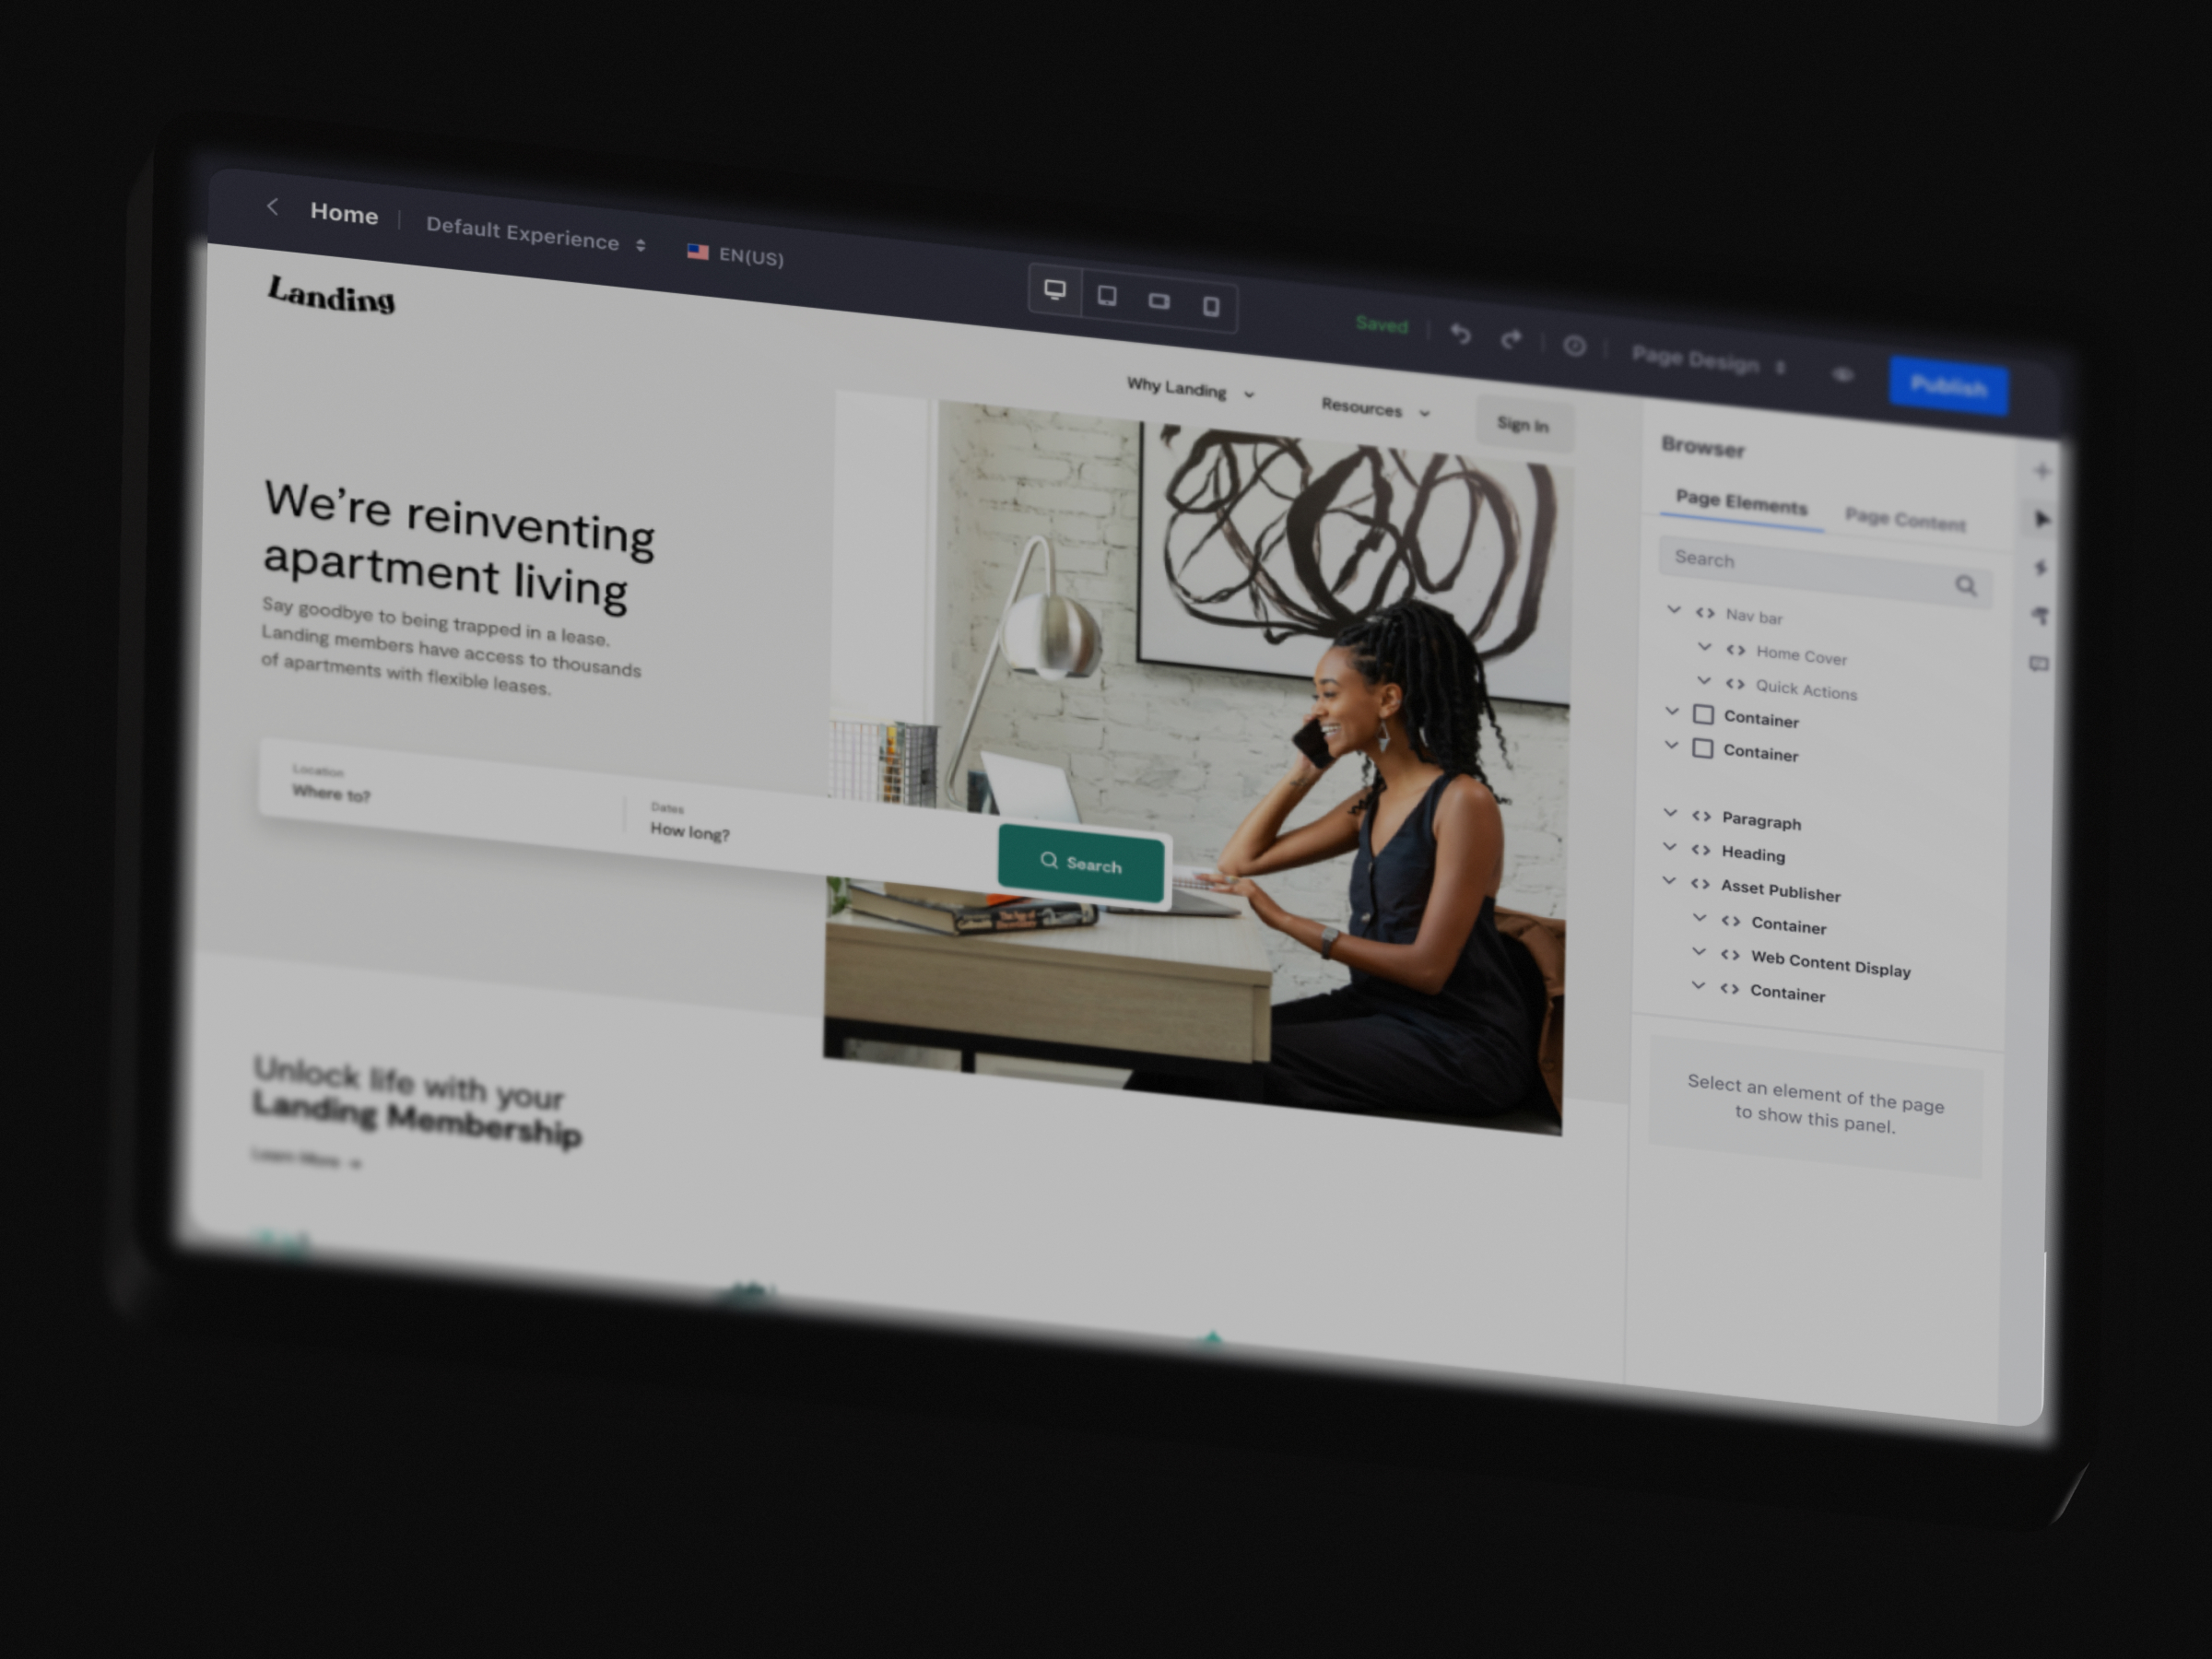 Home
Default Experience
EN(US)
Saved
Page Design
Publish
Landing
Why Landing
Resources
Sign In
We're reinventing
apartment living
Say goodbye to being trapped in a lease.
Landing members have access to thousands
of apartments with flexible leases.
Location
Where to?
Dates
How long?
Search
Unlock life with your
Landing Membership
Learn More
Browser
Page Elements
Page Content
Search
Nav bar
Home Cover
Quick Actions
Container
Container
Paragraph
Heading
Asset Publisher
Container
Web Content Display
Container
Select an element of the page
to show this panel.